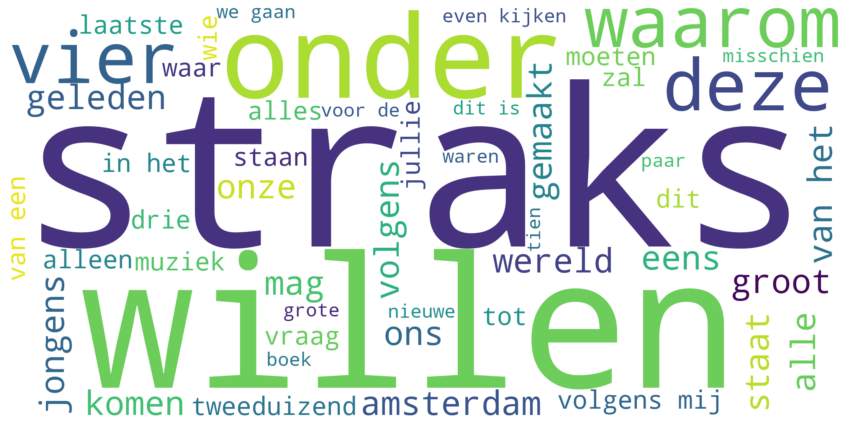 laatste
wie
we gaan
even kijken
waarom
vier
waar
onder
moeten
misschien
zal
deze
geleden
alles
voor de
dit is
jullie
gemaakt
straks
in het
staan
waren
paar
van het
van een
onze
volgens
dit
drie
tien
alleen
muziek
wereld
eens
willen
mag
groot
jongens
grote
nieuwe
tot
vraag
ons
boek
staat
alle
komen
tweeduizend
amsterdam
volgens mij